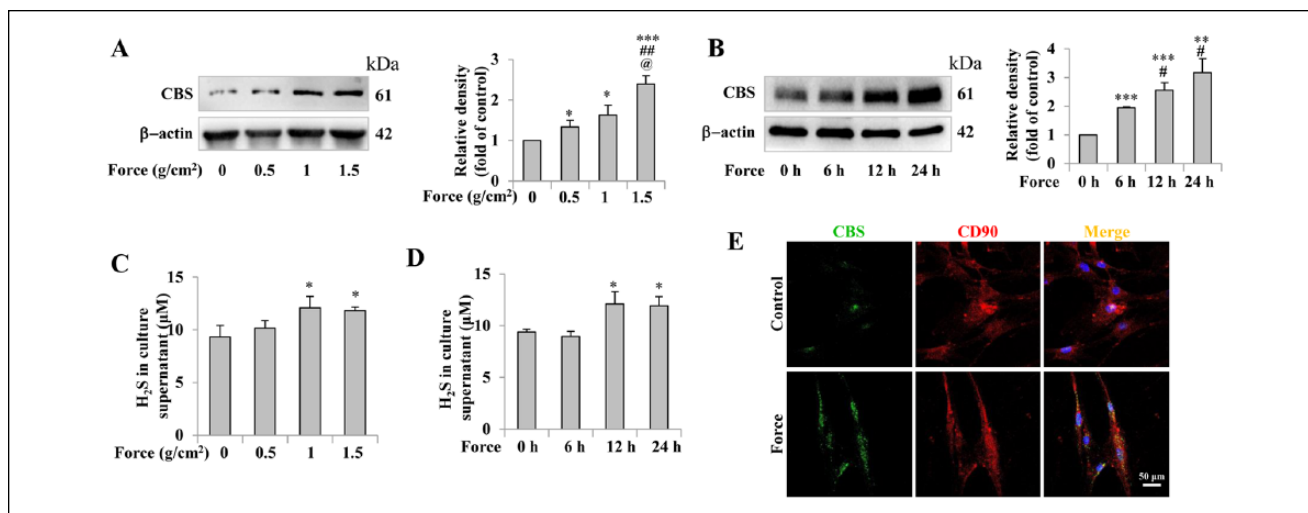 A
kDa
CBS
61
β–actin
42
Force (g/cm²) 0 0.5 1 1.5
Relative density
(fold of control)
3
2
1
0
*
*
***
##
@
Force (g/cm²) 0 0.5 1 1.5
B
kDa
CBS
61
β–actin
42
Force 0 h 6 h 12 h 24 h
Relative density
(fold of control)
4
3
2
1
0
***
***
#
**
#
Force 0 h 6 h 12 h 24 h
C
H₂S in culture
supernatant (μM)
15
10
5
0
*
*
Force (g/cm²) 0 0.5 1 1.5
D
H₂S in culture
supernatant (μM)
15
10
5
0
*
*
Force 0 h 6 h 12 h 24 h
E
CBS CD90 Merge
Control
Force
50 μm